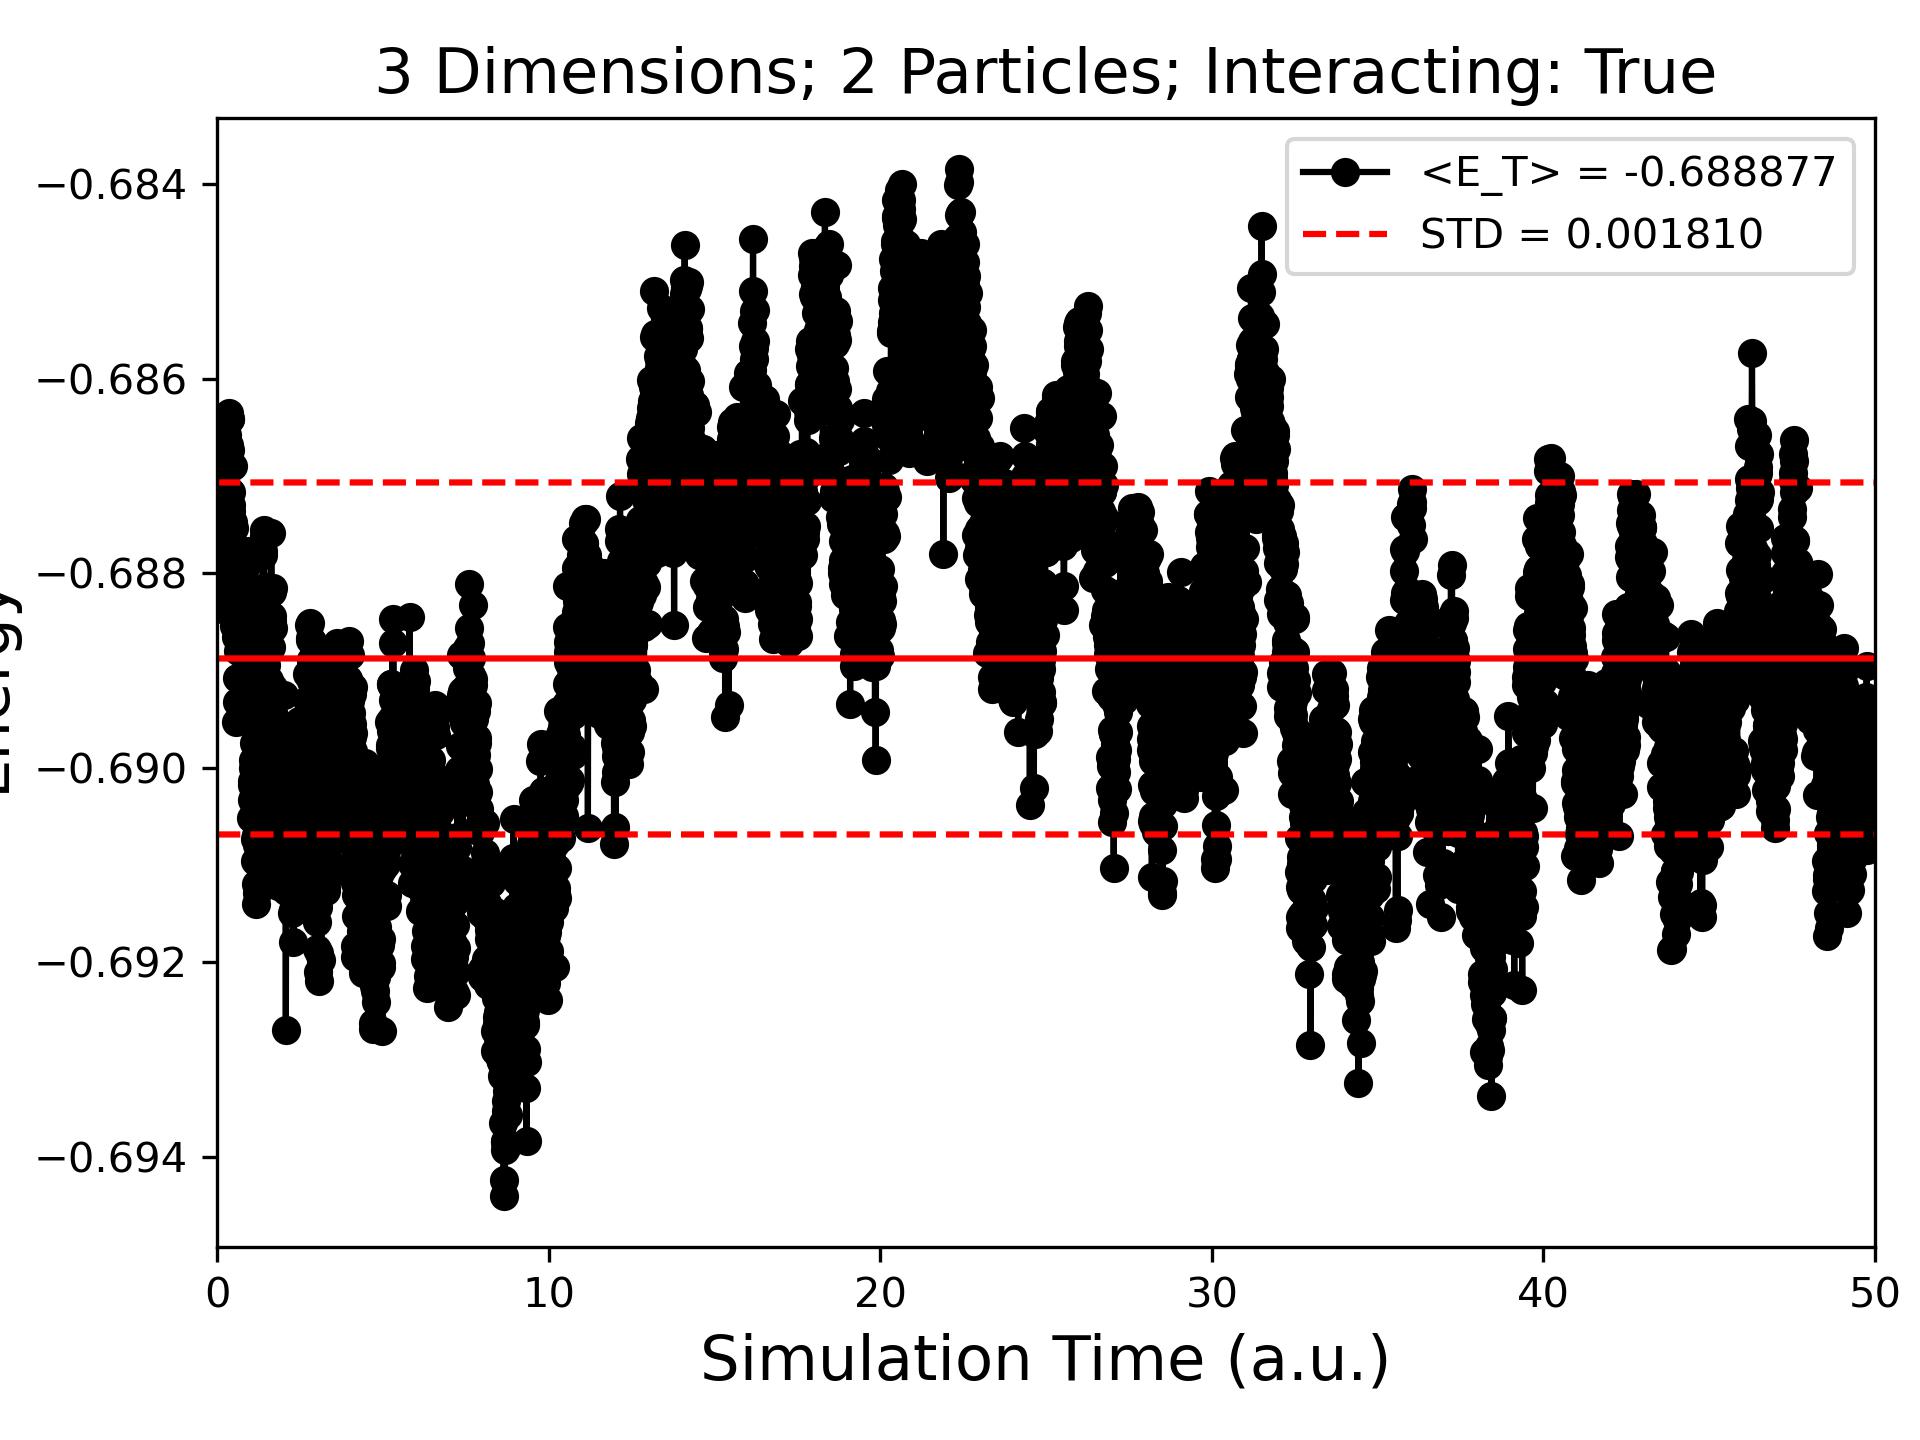 3 Dimensions; 2 Particles; Interacting: True
<E_T> = -0.688877
STD = 0.001810
−0.684
−0.686
−0.688
−0.690
−0.692
−0.694
0 10 20 30 40 50
Simulation Time (a.u.)
Energy